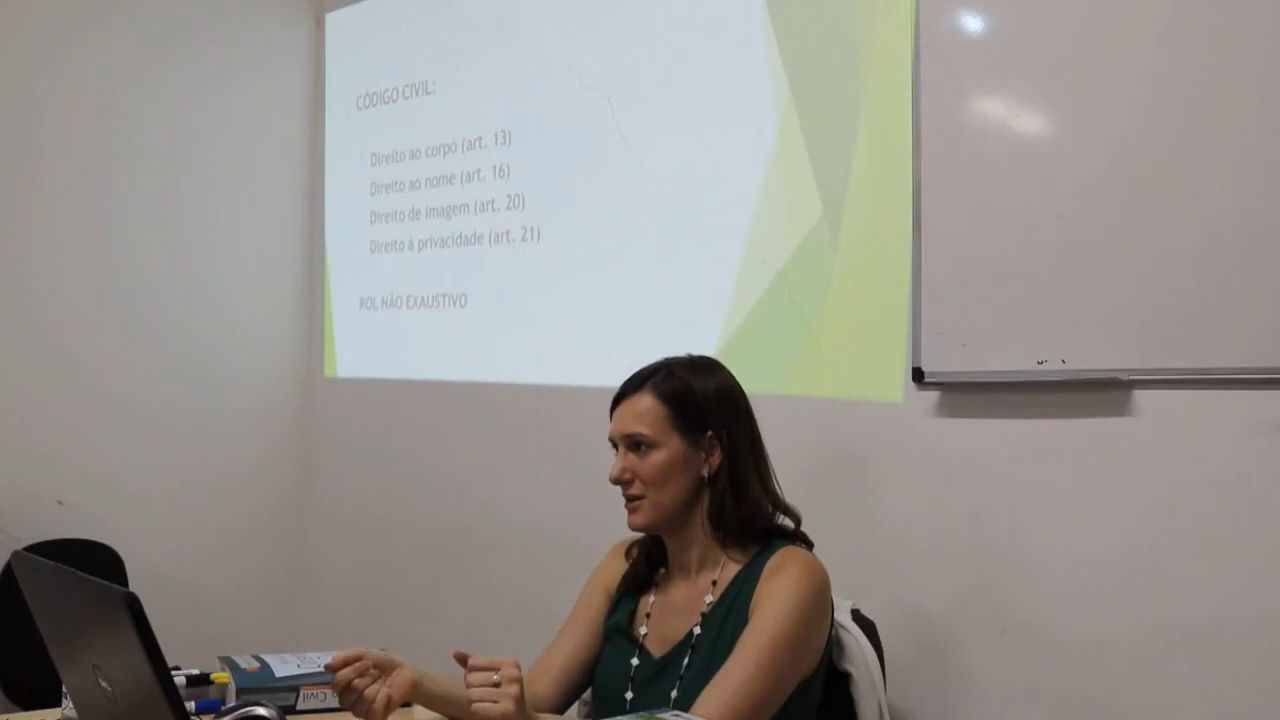 CÓDIGO CIVIL:
Direito ao corpo (art. 13)
Direito ao nome (art. 16)
Direito de imagem (art. 20)
Direito à privacidade (art. 21)
ROL NÃO EXAUSTIVO
Civil